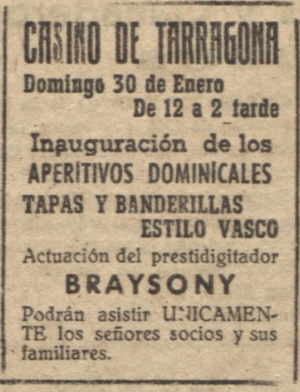 CASINO DE TARRAGONA
Domingo 30 de Enero
De 12 a 2 tarde
Inauguración de los
APERITIVOS DOMINICALES
TAPAS Y BANDERILLAS
ESTILO VASCO
Actuación del prestidigitador
BRAYSONY
Podrán asistir UNICAMEN-
TE los señores socios y sus
familiares.